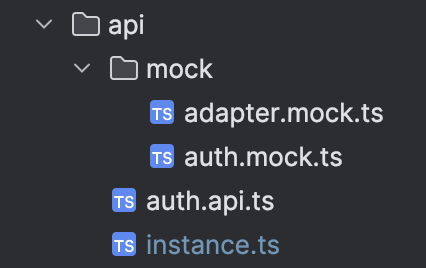 api
mock
TS adapter.mock.ts
TS auth.mock.ts
TS auth.api.ts
TS instance.ts